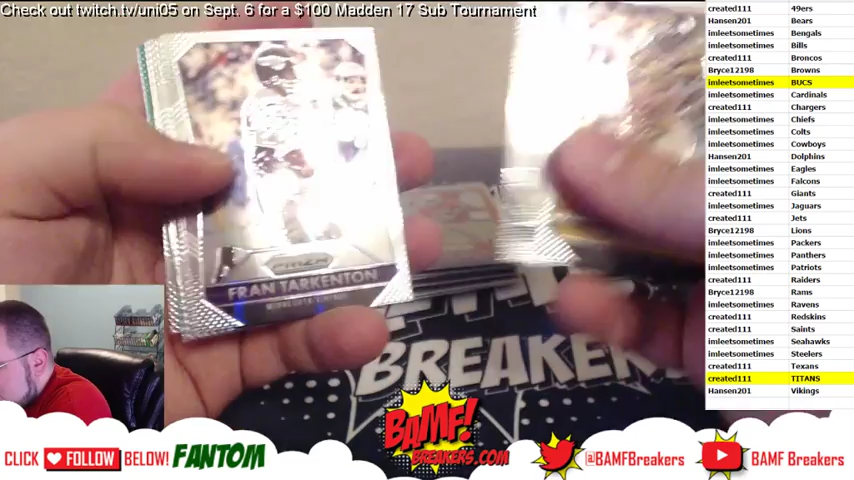 Check out twitch.tv/uni05 on Sept. 6 for a $100 Madden 17 Sub Tournament
created111 49ers
Hansen201 Bears
imleetsometimes Bengals
imleetsometimes Bills
created111 Broncos
Bryce12198 Browns
imleetsometimes BUCS
imleetsometimes Cardinals
created111 Chargers
imleetsometimes Chiefs
imleetsometimes Colts
imleetsometimes Cowboys
Hansen201 Dolphins
imleetsometimes Eagles
imleetsometimes Falcons
created111 Giants
imleetsometimes Jaguars
created111 Jets
Bryce12198 Lions
imleetsometimes Packers
imleetsometimes Panthers
imleetsometimes Patriots
created111 Raiders
Bryce12198 Rams
imleetsometimes Ravens
created111 Redskins
created111 Saints
imleetsometimes Seahawks
imleetsometimes Steelers
created111 Texans
created111 TITANS
Hansen201 Vikings
PRIZM
FRAN TARKENTON
MINNESOTA VIKINGS
BREAKER
BAMF!
BREAKERS.COM
CLICK FOLLOW BELOW! FANTOM
@BAMFBreakers
BAMF Breakers